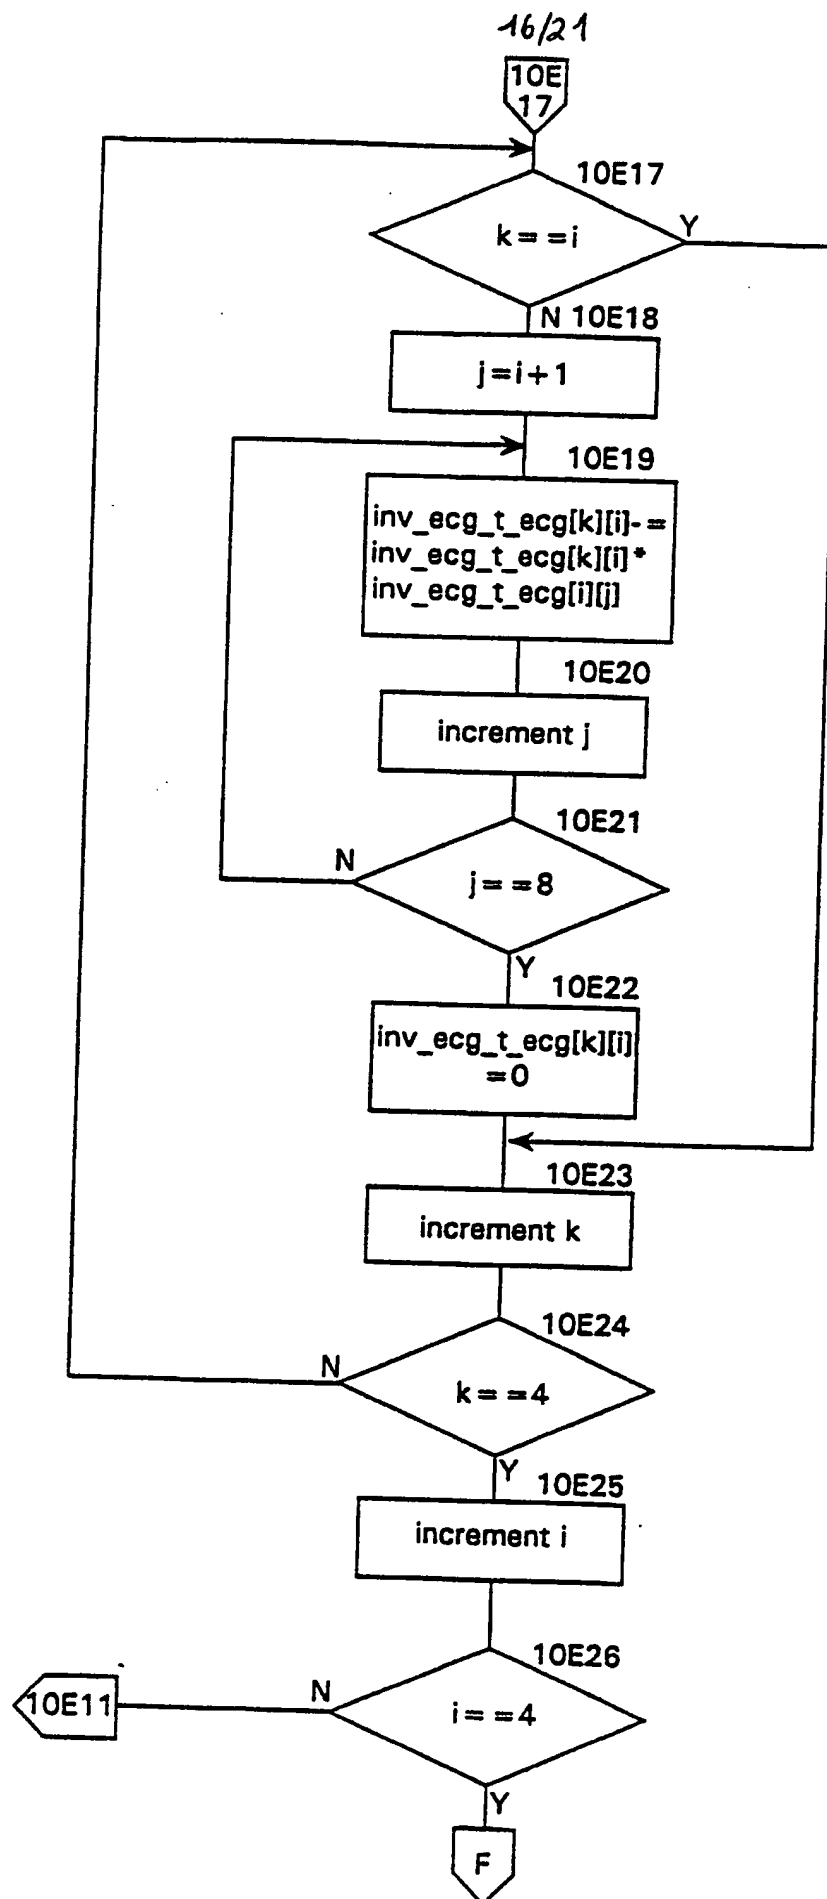 16/21
10E
17
10E17
k==i
Y
N 10E18
j=i+1
10E19
inv_ecg_t_ecg[k][i]-=
inv_ecg_t_ecg[k][i]*
inv_ecg_t_ecg[i][j]
10E20
increment j
10E21
N
j==8
Y
10E22
inv_ecg_t_ecg[k][i]
=0
10E23
increment k
10E24
N
k==4
Y
10E25
increment i
10E26
10E11
N
i==4
Y
F